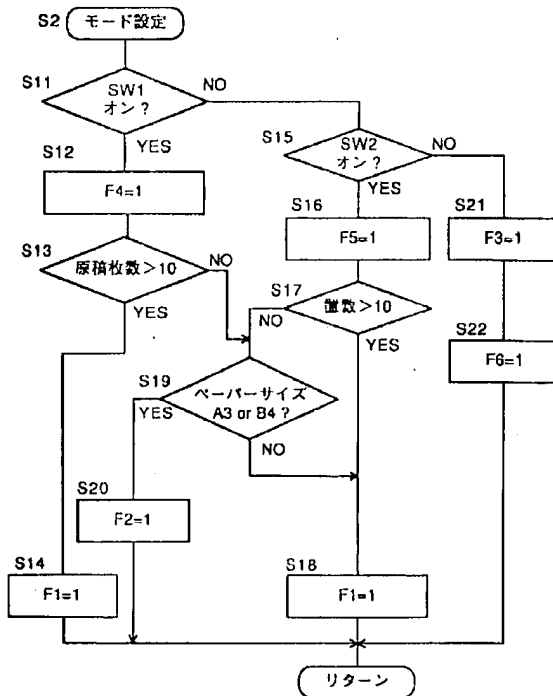 S2 モード設定
S11
SW1
オン?
NO
YES
S15
SW2
オン?
NO
YES
S12
F4=1
S16
F5=1
S21
F3=1
S13
原稿枚数>10
NO
YES
S17
置数>10
NO
YES
S22
F6=1
S19
ペーパーサイズ
A3 or B4 ?
YES
NO
S20
F2=1
S14
F1=1
S18
F1=1
リターン